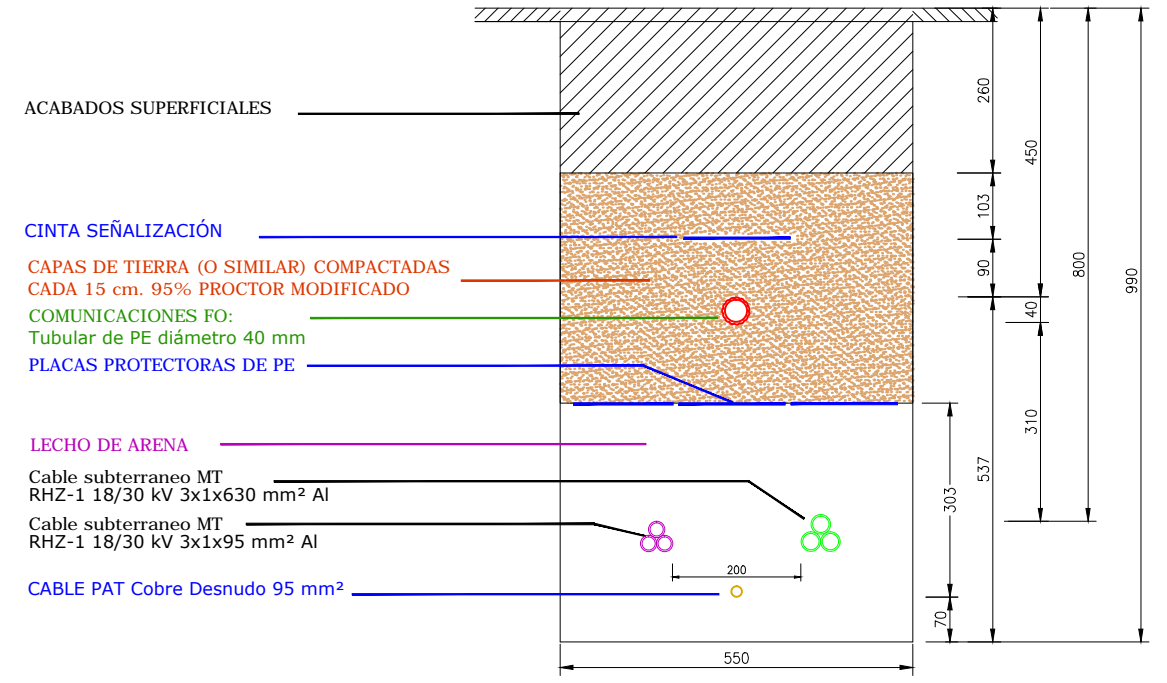 ACABADOS SUPERFICIALES
CINTA SEÑALIZACIÓN
CAPAS DE TIERRA (O SIMILAR) COMPACTADAS
CADA 15 cm. 95% PROCTOR MODIFICADO
COMUNICACIONES FO:
Tubular de PE diámetro 40 mm
PLACAS PROTECTORAS DE PE
LECHO DE ARENA
Cable subterraneo MT
RHZ-1 18/30 kV 3x1x630 mm² Al
Cable subterraneo MT
RHZ-1 18/30 kV 3x1x95 mm² Al
CABLE PAT Cobre Desnudo 95 mm²
200
550
260
103
90
450
40
310
800
990
303
537
70